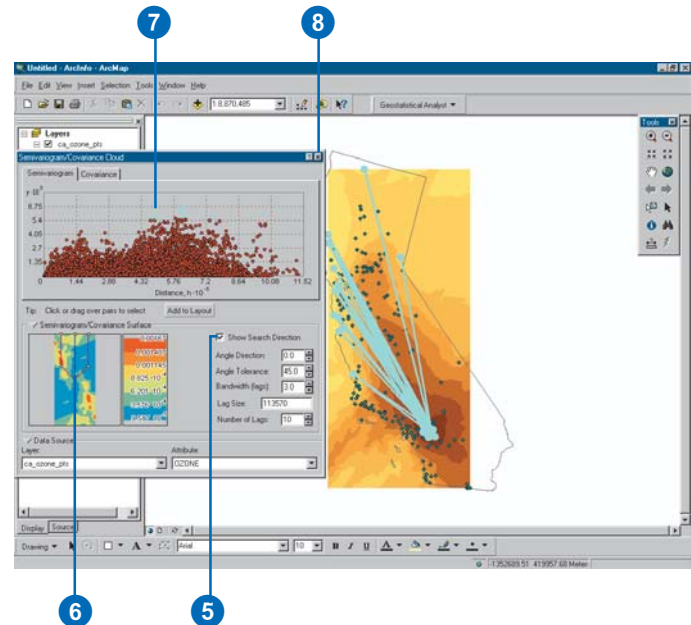 7
8
Untitled - ArcInfo - ArcMap
File Edit View Insert Selection Tools Window Help
1:8,870,485
Geostatistical Analyst
Layers
ca_ozone_pts
Tools
Semivariogram/Covariance Cloud
Semivariogram
Covariance
6.75
5.4
4.05
2.7
1.35
0 1.44 2.88 4.32 5.76 7.2 8.64 10.08 11.52
Distance, h·10⁻⁵
Tip: Click or drag over pairs to select
Add to Layout
Semivariogram/Covariance Surface
Show Search Direction
Angle Direction: 0.0
Angle Tolerance: 45.0
Bandwidth (lags): 3.0
Lag Size: 113570
Number of Lags: 10
Data Source
Layer: Attribute:
ca_ozone_pts OZONE
Display Source
Drawing Arial 10 B I U A
-1352689.51 419957.68 Meter
6
5